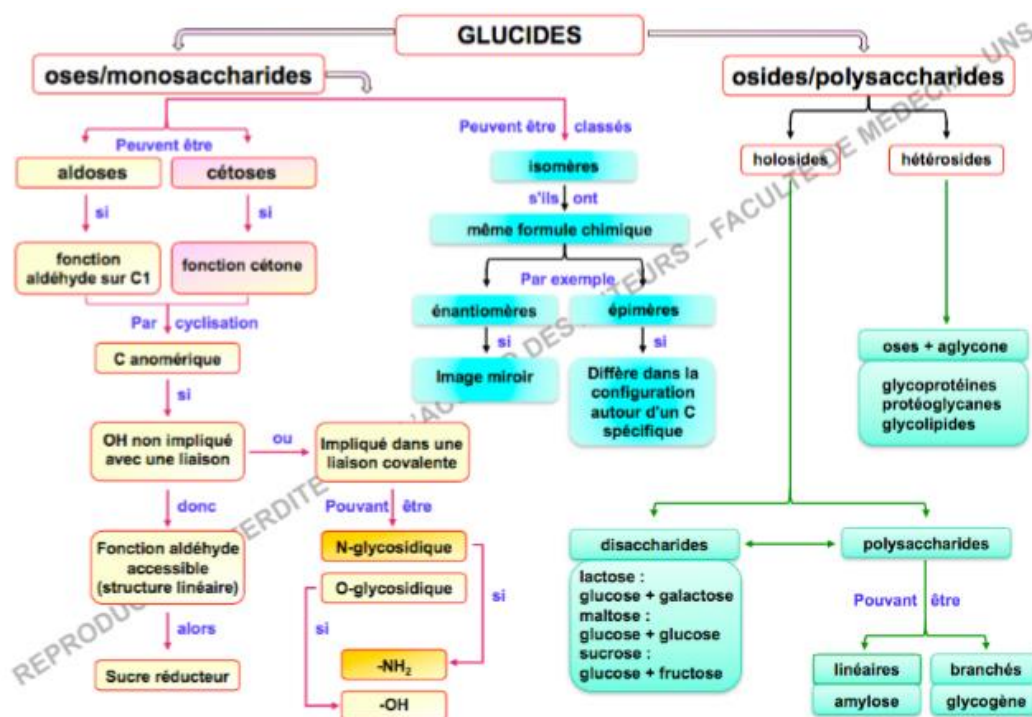 GLUCIDES
oses/monosaccharides
osides/polysaccharides
Peuvent être
aldoses
cétoses
si
si
fonction
aldéhyde sur C1
fonction cétone
Par cyclisation
C anomérique
si
OH non impliqué
avec une liaison
ou
Impliqué dans une
liaison covalente
donc
Fonction aldéhyde
accessible
(structure linéaire)
alors
Sucre réducteur
Pouvant être
N-glycosidique
O-glycosidique
si
si
-NH2
-OH
Peuvent être classés
isomères
s'ils ont
même formule chimique
Par exemple
énantiomères
épimères
si
si
Image miroir
Diffère dans la
configuration
autour d'un C
spécifique
holosides
hétérosides
oses + aglycone
glycoprotéines
protéoglycanes
glycolipides
disaccharides
lactose :
glucose + galactose
maltose :
glucose + glucose
sucrose :
glucose + fructose
polysaccharides
Pouvant être
linéaires
amylose
branchés
glycogène
DES
FACULTE DE MEDECI
UNS